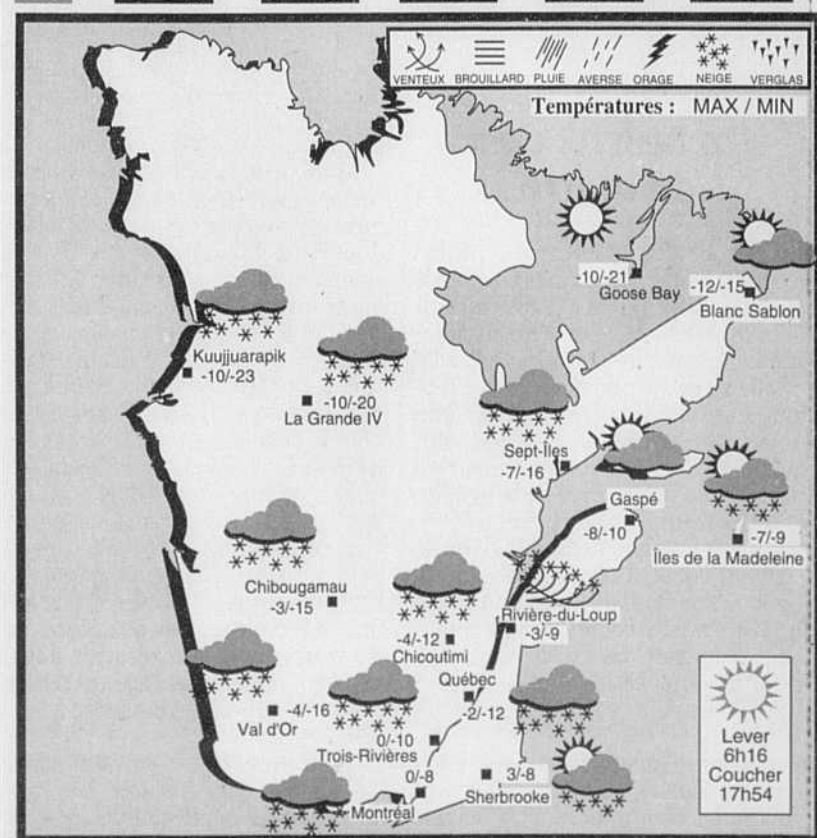 VENTEUX BROUILLARD PLUIE AVERSE ORAGE NEIGE VERGLAS
Températures : MAX / MIN
-10/-21
Goose Bay
-12/-15
Blanc Sablon
Kuujjuarapik
-10/-23
-10/-20
La Grande IV
Sept-Îles
-7/-16
Gaspé
-8/-10
-7/-9
Îles de la Madeleine
Chibougamau
-3/-15
Rivière-du-Loup
-3/-9
-4/-12
Chicoutimi
Québec
-2/-12
-4/-16
Val d'Or
0/-10
Trois-Rivières
0/-8
Montréal
3/-8
Sherbrooke
Lever
6h16
Coucher
17h54